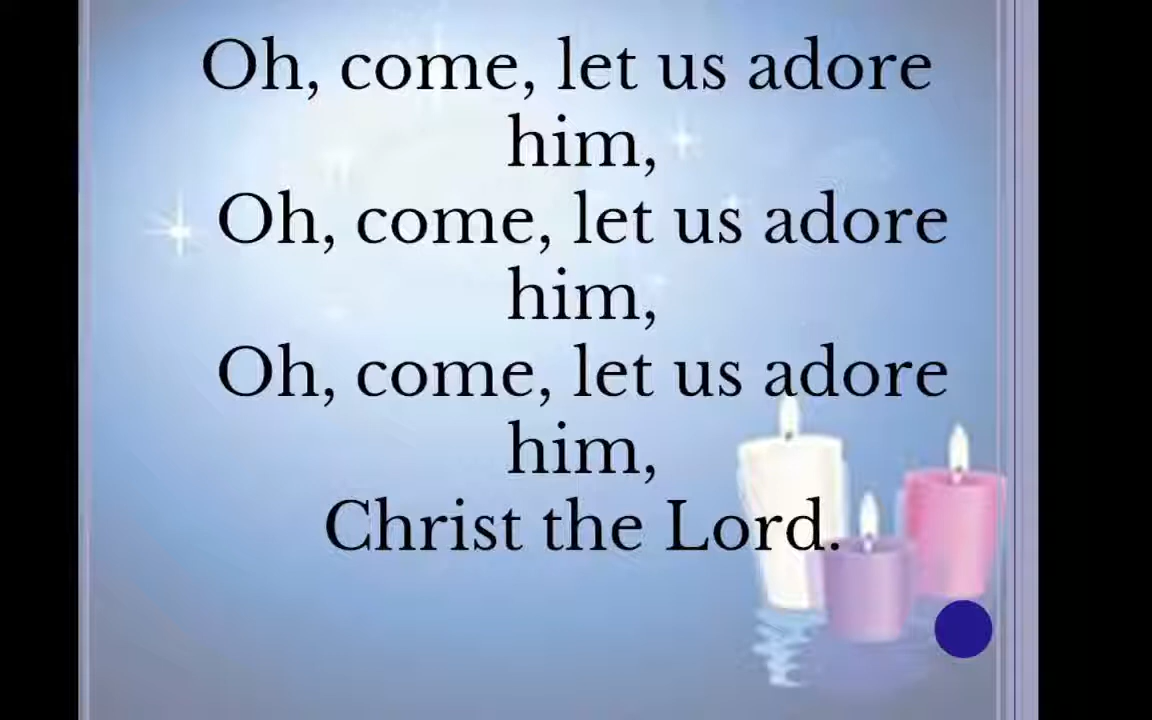 Oh, come, let us adore
him,
Oh, come, let us adore
him,
Oh, come, let us adore
him,
Christ the Lord.